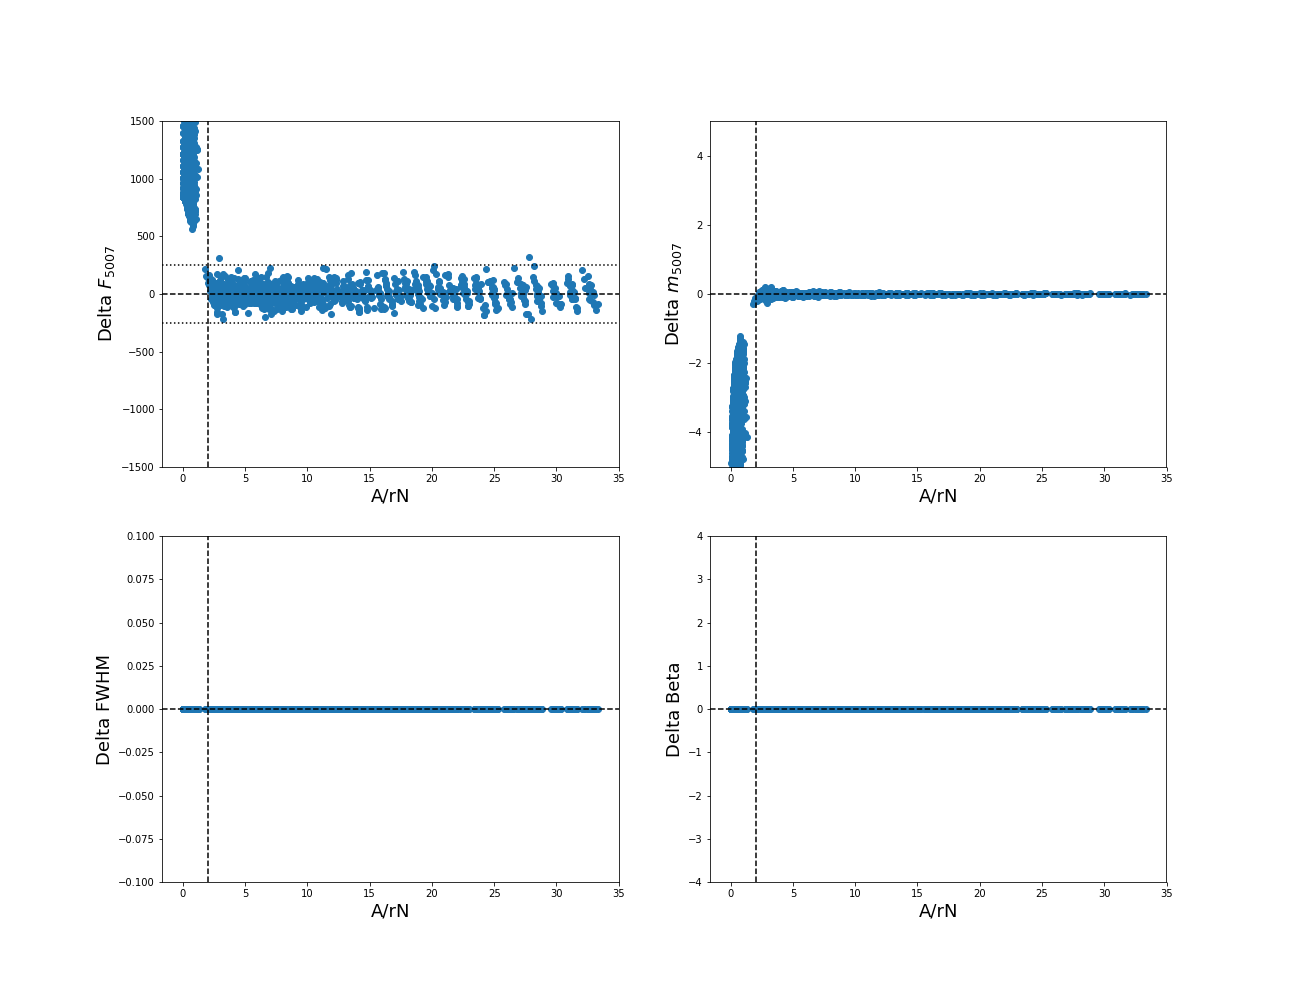 1500
1000
500
0
−500
−1000
−1500
0 5 10 15 20 25 30 35
Delta F5007
A/rN
4
2
0
−2
−4
0 5 10 15 20 25 30 35
Delta m5007
A/rN
0.100
0.075
0.050
0.025
0.000
−0.025
−0.050
−0.075
−0.100
0 5 10 15 20 25 30 35
Delta FWHM
A/rN
4
3
2
1
0
−1
−2
−3
−4
0 5 10 15 20 25 30 35
Delta Beta
A/rN